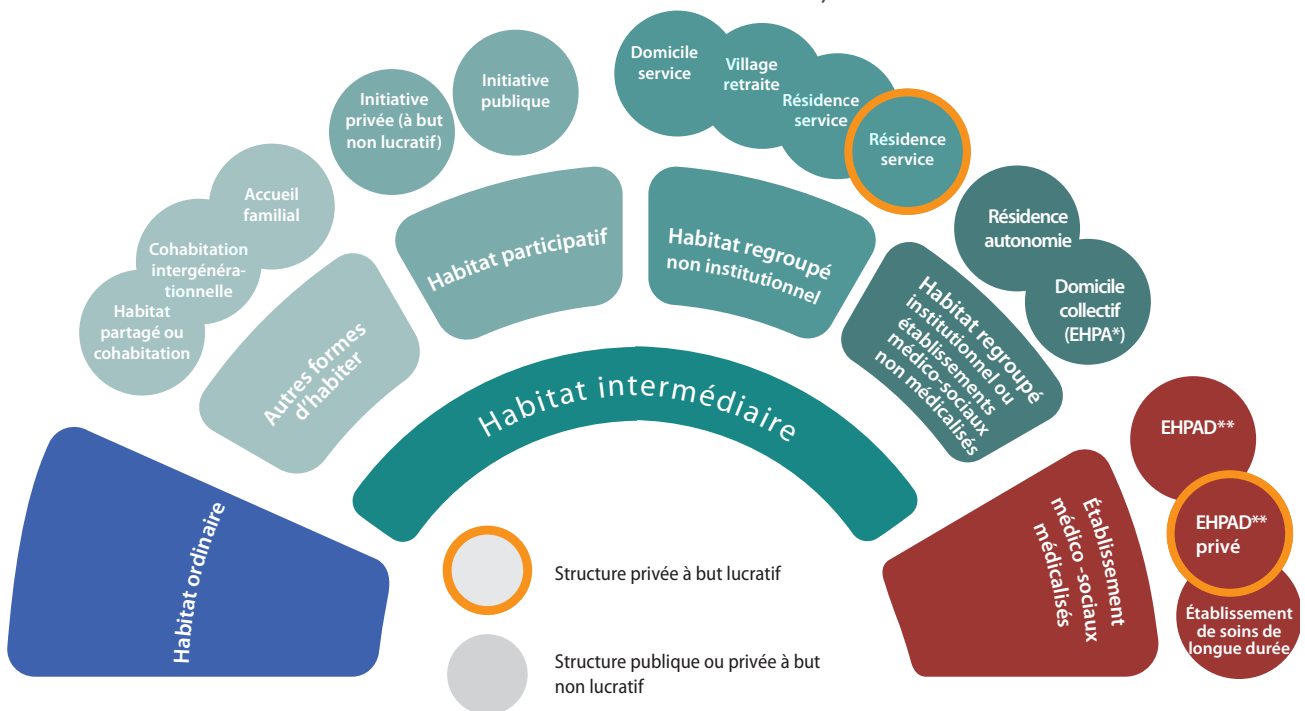 Domicile
service
Village
retraite
Résidence
service
Résidence
service
Initiative
publique
Initiative
privée (à but
non lucratif)
Accueil
familial
Cohabitation
intergénéra-
tionnelle
Habitat
partagé ou
cohabitation
Résidence
autonomie
Domicile
collectif
(EHPA*)
Habitat participatif
Habitat regroupé
non institutionnel
Autres formes
d'habiter
Habitat regroupé
institutionnel ou
établissements
médico-sociaux
non médicalisés
Habitat intermédiaire
Habitat ordinaire
Établissement
médico -sociaux
médicalisés
EHPAD**
EHPAD**
privé
Établissement
de soins de
longue durée
Structure privée à but lucratif
Structure publique ou privée à but
non lucratif